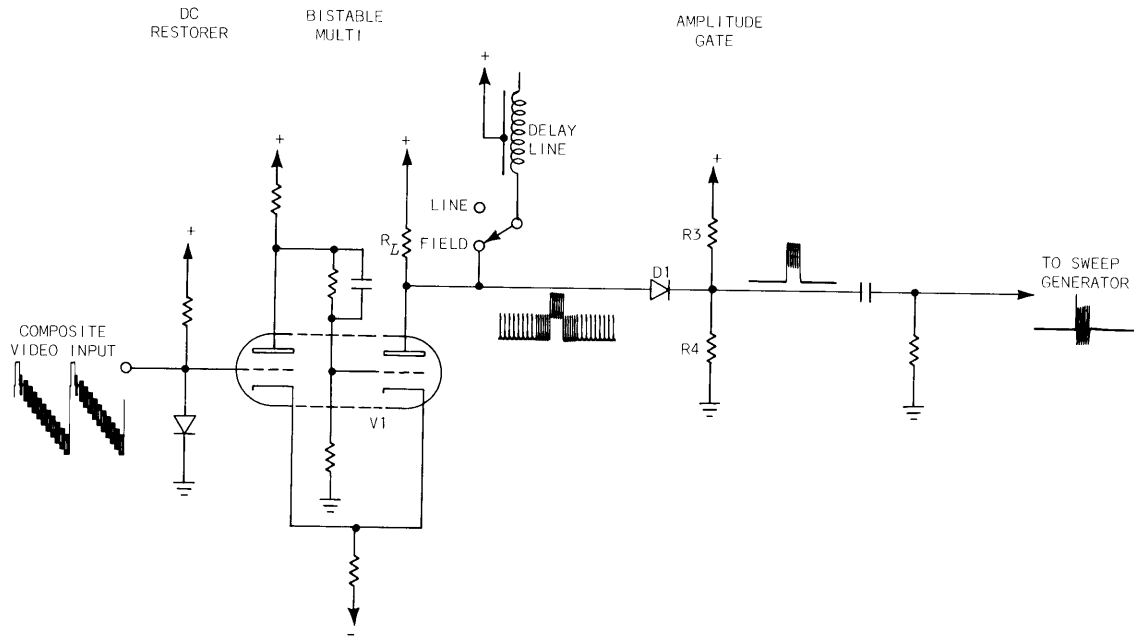 DC
RESTORER
BISTABLE
MULTI
AMPLITUDE
GATE
+
DELAY
LINE
+
+
+
+
LINE
FIELD
RL
R3
D1
TO SWEEP
GENERATOR
COMPOSITE
VIDEO INPUT
R4
V1
-